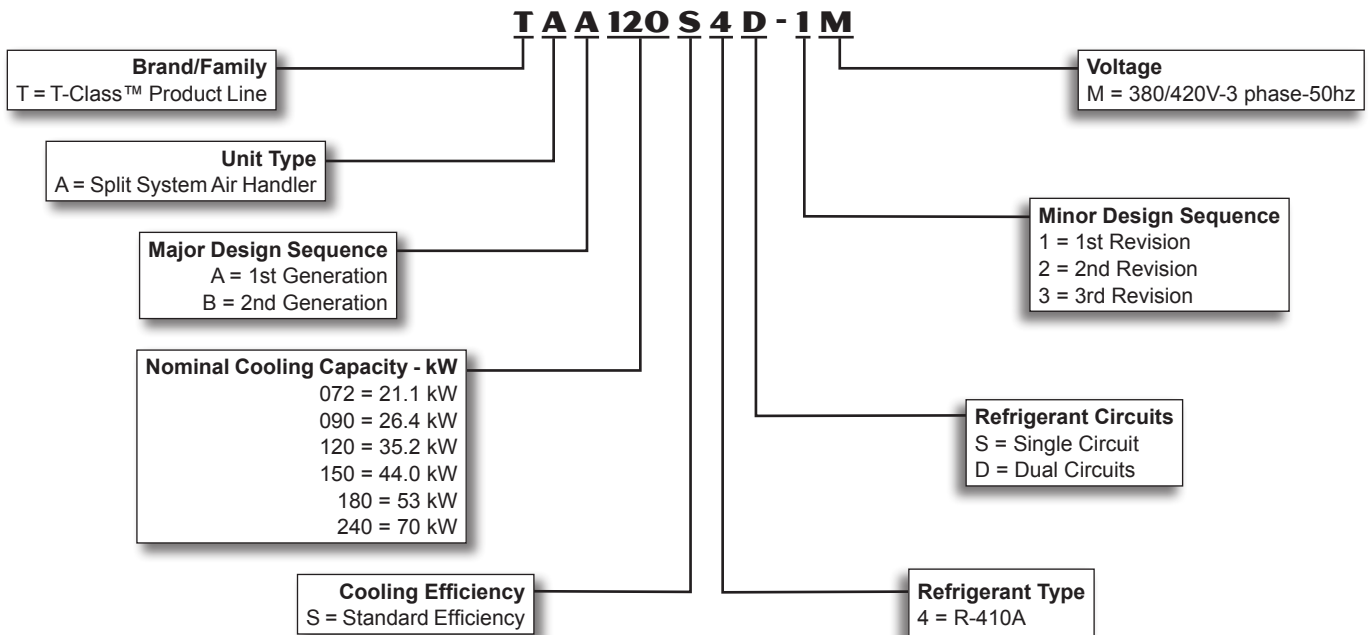 TAA120S4D-1M
Brand/Family
T = T-Class™ Product Line
Voltage
M = 380/420V-3 phase-50hz
Unit Type
A = Split System Air Handler
Minor Design Sequence
1 = 1st Revision
2 = 2nd Revision
3 = 3rd Revision
Major Design Sequence
A = 1st Generation
B = 2nd Generation
Nominal Cooling Capacity - kW
072 = 21.1 kW
090 = 26.4 kW
120 = 35.2 kW
150 = 44.0 kW
180 = 53 kW
240 = 70 kW
Refrigerant Circuits
S = Single Circuit
D = Dual Circuits
Cooling Efficiency
S = Standard Efficiency
Refrigerant Type
4 = R-410A